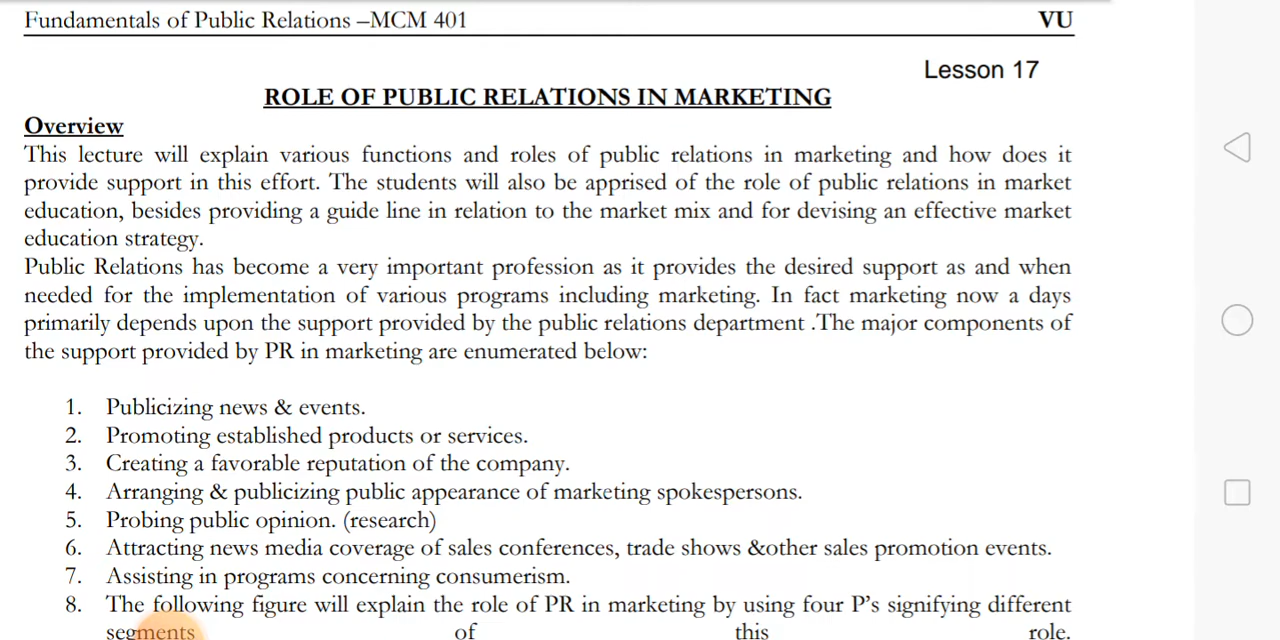 Fundamentals of Public Relations –MCM 401 VU
Lesson 17
ROLE OF PUBLIC RELATIONS IN MARKETING
Overview
This lecture will explain various functions and roles of public relations in marketing and how does it
provide support in this effort. The students will also be apprised of the role of public relations in market
education, besides providing a guide line in relation to the market mix and for devising an effective market
education strategy.
Public Relations has become a very important profession as it provides the desired support as and when
needed for the implementation of various programs including marketing. In fact marketing now a days
primarily depends upon the support provided by the public relations department .The major components of
the support provided by PR in marketing are enumerated below:
1. Publicizing news & events.
2. Promoting established products or services.
3. Creating a favorable reputation of the company.
4. Arranging & publicizing public appearance of marketing spokespersons.
5. Probing public opinion. (research)
6. Attracting news media coverage of sales conferences, trade shows &other sales promotion events.
7. Assisting in programs concerning consumerism.
8. The following figure will explain the role of PR in marketing by using four P's signifying different
segments of this role.